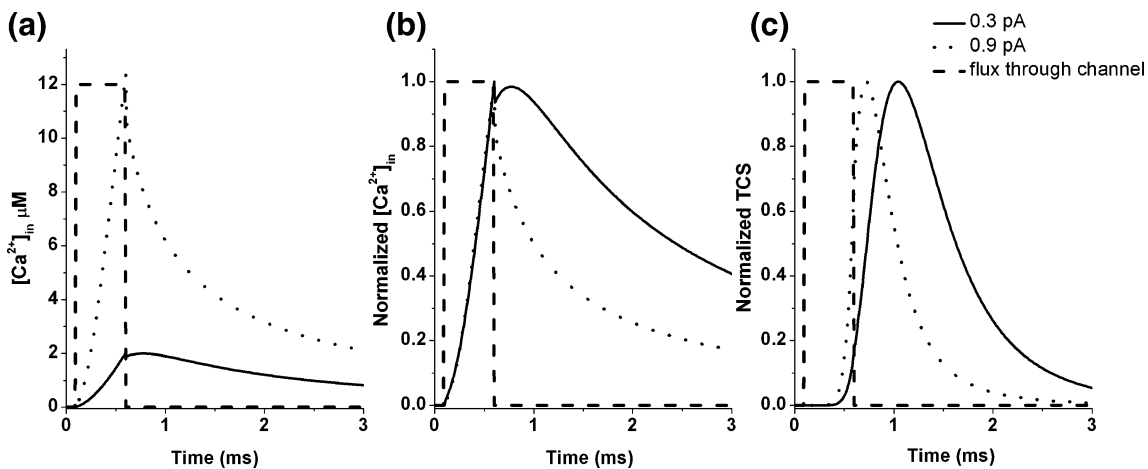 (a)
(b)
(c)
0.3 pA
0.9 pA
flux through channel
[Ca²⁺]ᵢₙ μM
12
10
8
6
4
2
0
0
1
2
3
Time (ms)
Normalized [Ca²⁺]ᵢₙ
1.0
0.8
0.6
0.4
0.2
0.0
0
1
2
3
Time (ms)
Normalized TCS
1.0
0.8
0.6
0.4
0.2
0.0
0
1
2
3
Time (ms)